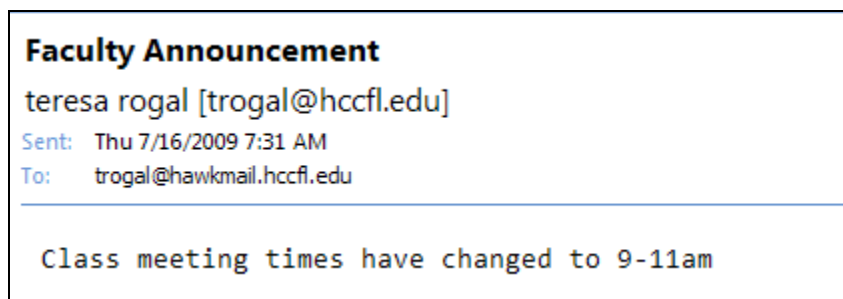 Faculty Announcement
teresa rogal [trogal@hccfl.edu]
Sent: Thu 7/16/2009 7:31 AM
To: trogal@hawkmail.hccfl.edu
Class meeting times have changed to 9-11am